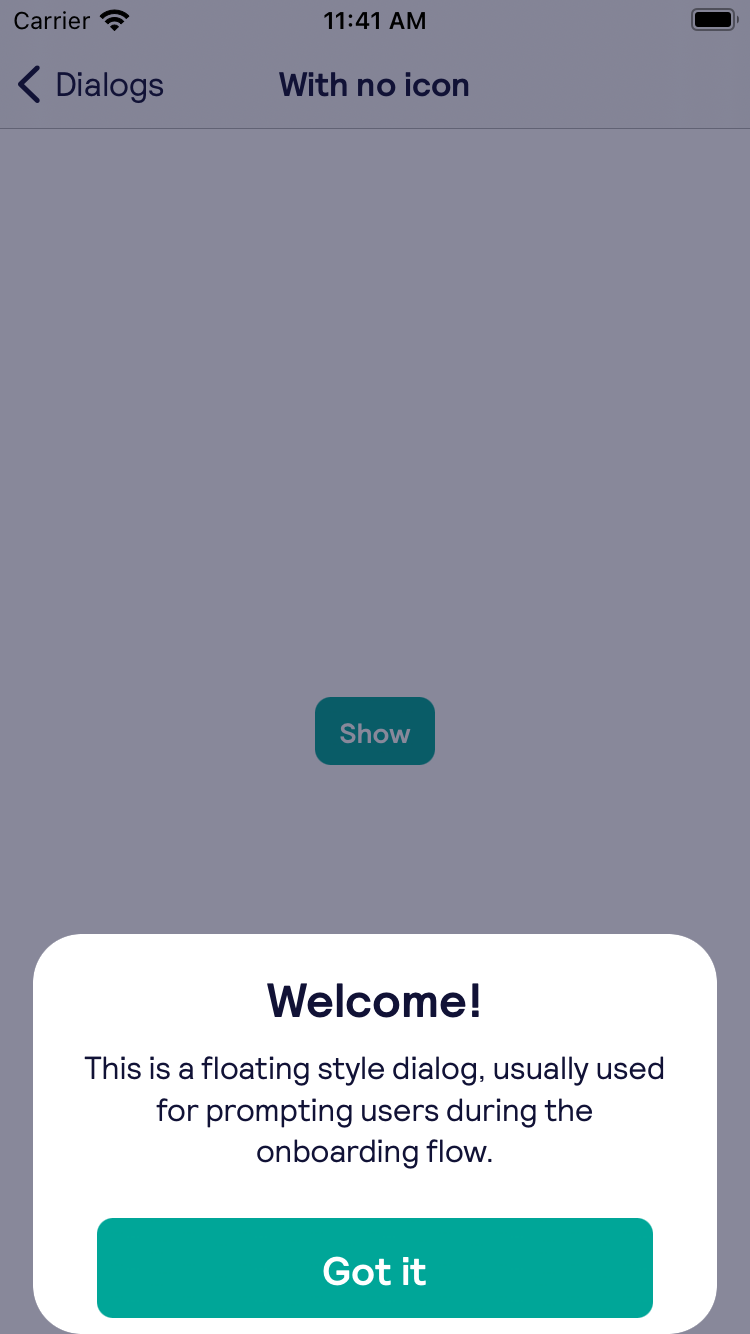 Carrier 11:41 AM
Dialogs With no icon
Show
Welcome!
This is a floating style dialog, usually used
for prompting users during the
onboarding flow.
Got it